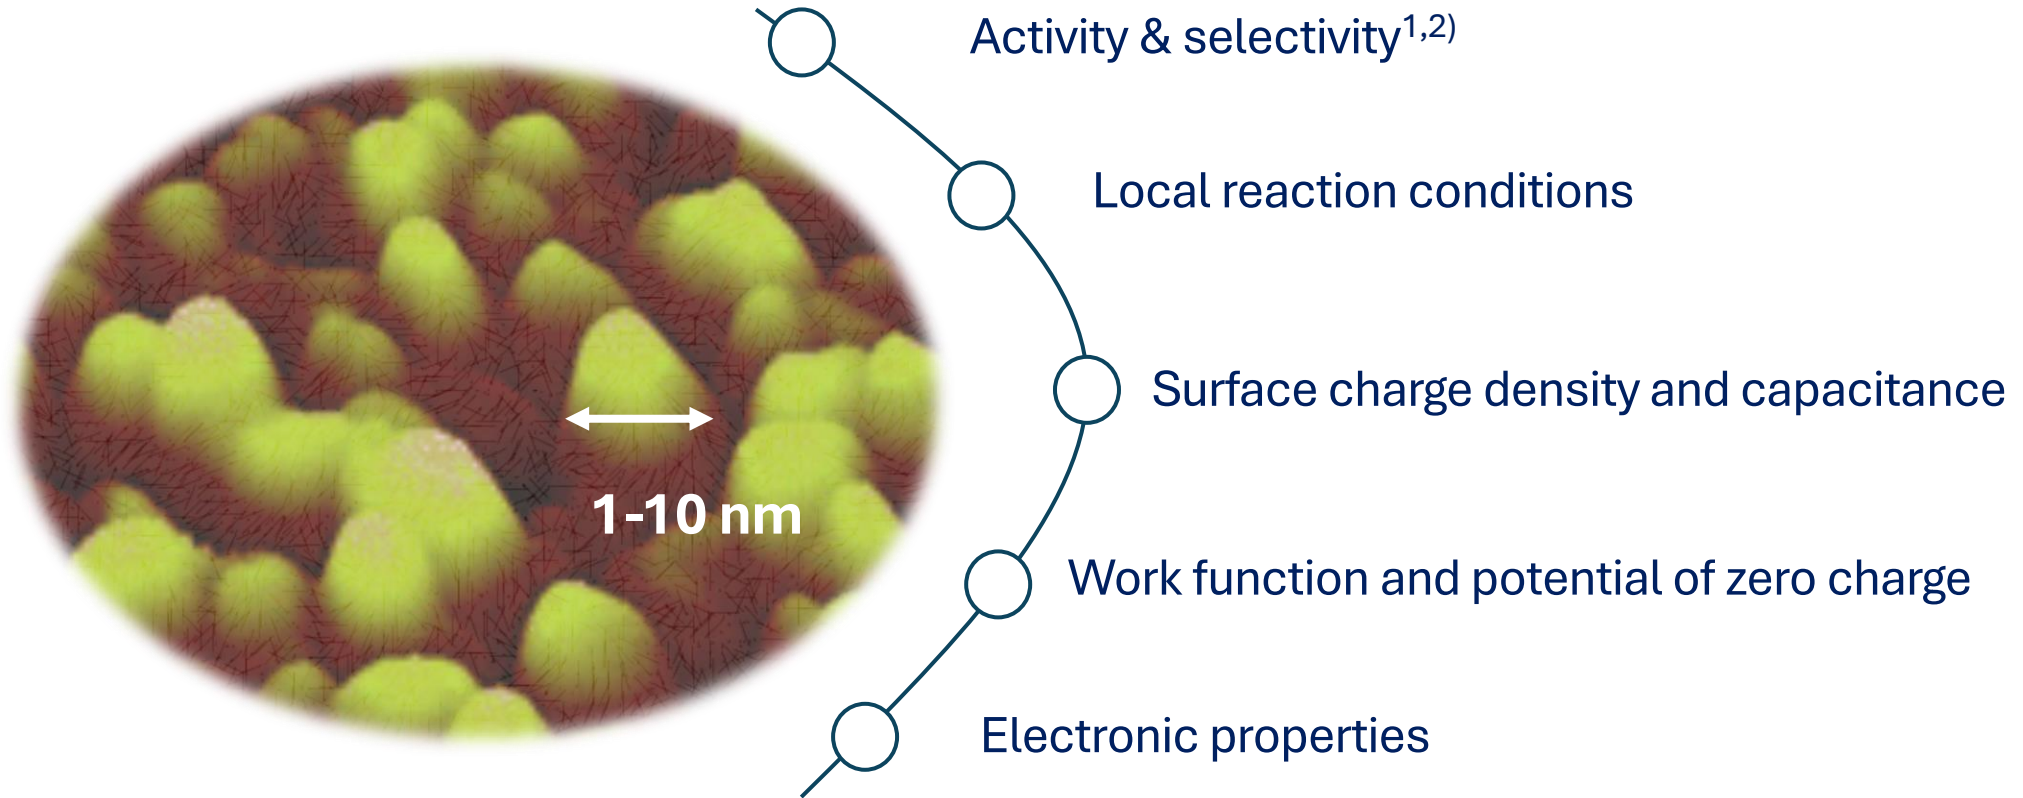 Activity & selectivity1,2)
Local reaction conditions
Surface charge density and capacitance
1-10 nm
Work function and potential of zero charge
Electronic properties